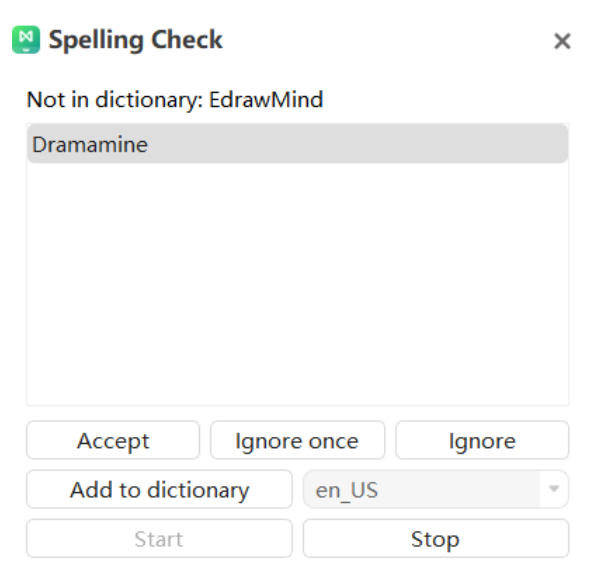 Spelling Check
Not in dictionary: EdrawMind
Dramamine
Accept Ignore once Ignore
Add to dictionary en_US
Start Stop